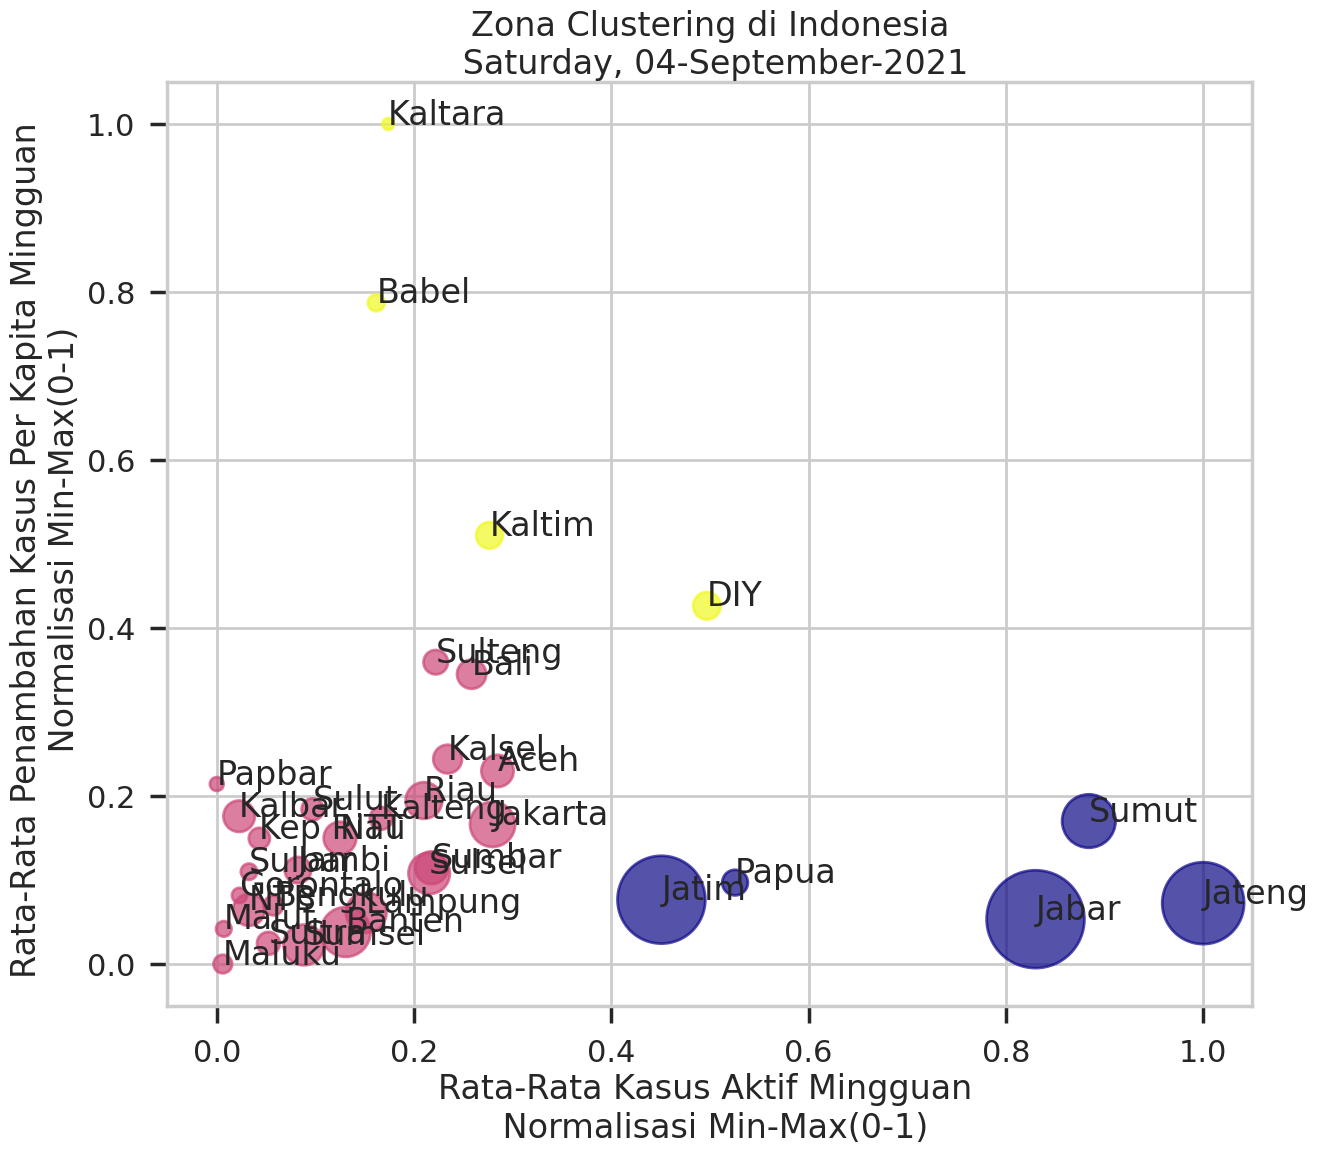 Zona Clustering di Indonesia
Saturday, 04-September-2021
Rata-Rata Penambahan Kasus Per Kapita Mingguan
Normalisasi Min-Max(0-1)
1.0
0.8
0.6
0.4
0.2
0.0
Kaltara
Babel
Kaltim
DIY
Sulteng
Bali
Kalsel
Aceh
Papbar
Riau
Sulut
Kalbar
Kalteng
Jakarta
Kep Riau
NTT
Sumut
Sumbar
Sulsel
Sulbar
Jambi
Papua
Gorontalo
Jatim
Jateng
NTB
Bengkulu
Lampung
Malut
Banten
Jabar
Sultra
Sumsel
Maluku
0.0 0.2 0.4 0.6 0.8 1.0
Rata-Rata Kasus Aktif Mingguan
Normalisasi Min-Max(0-1)